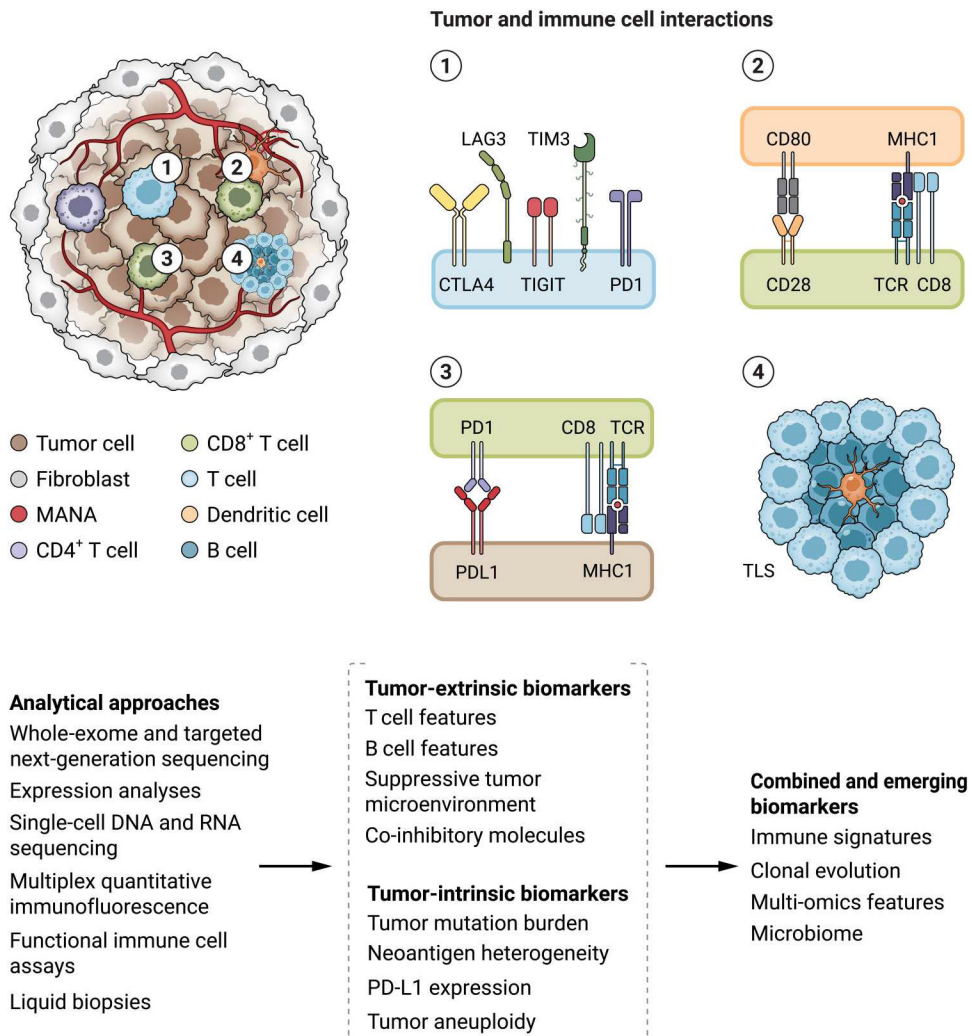 Tumor and immune cell interactions
1
2
3
4
Tumor cell
Fibroblast
MANA
CD4+ T cell
CD8+ T cell
T cell
Dendritic cell
B cell
1
LAG3 TIM3
CTLA4 TIGIT PD1
2
CD80 MHC1
CD28 TCR CD8
3
PD1 CD8 TCR
PDL1 MHC1
4
TLS
Analytical approaches
Whole-exome and targeted
next-generation sequencing
Expression analyses
Single-cell DNA and RNA
sequencing
Multiplex quantitative
immunofluorescence
Functional immune cell
assays
Liquid biopsies
Tumor-extrinsic biomarkers
T cell features
B cell features
Suppressive tumor
microenvironment
Co-inhibitory molecules
Tumor-intrinsic biomarkers
Tumor mutation burden
Neoantigen heterogeneity
PD-L1 expression
Tumor aneuploidy
Combined and emerging
biomarkers
Immune signatures
Clonal evolution
Multi-omics features
Microbiome